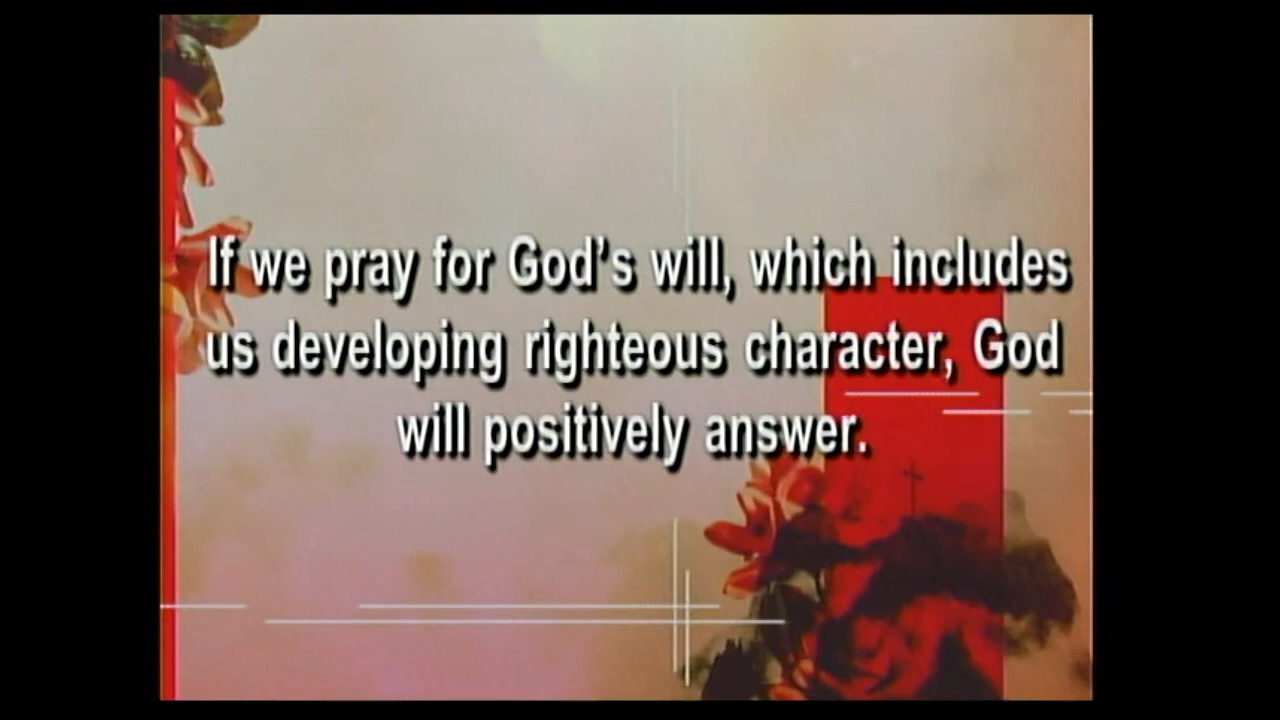 If we pray for God's will, which includes
us developing righteous character, God
will positively answer.